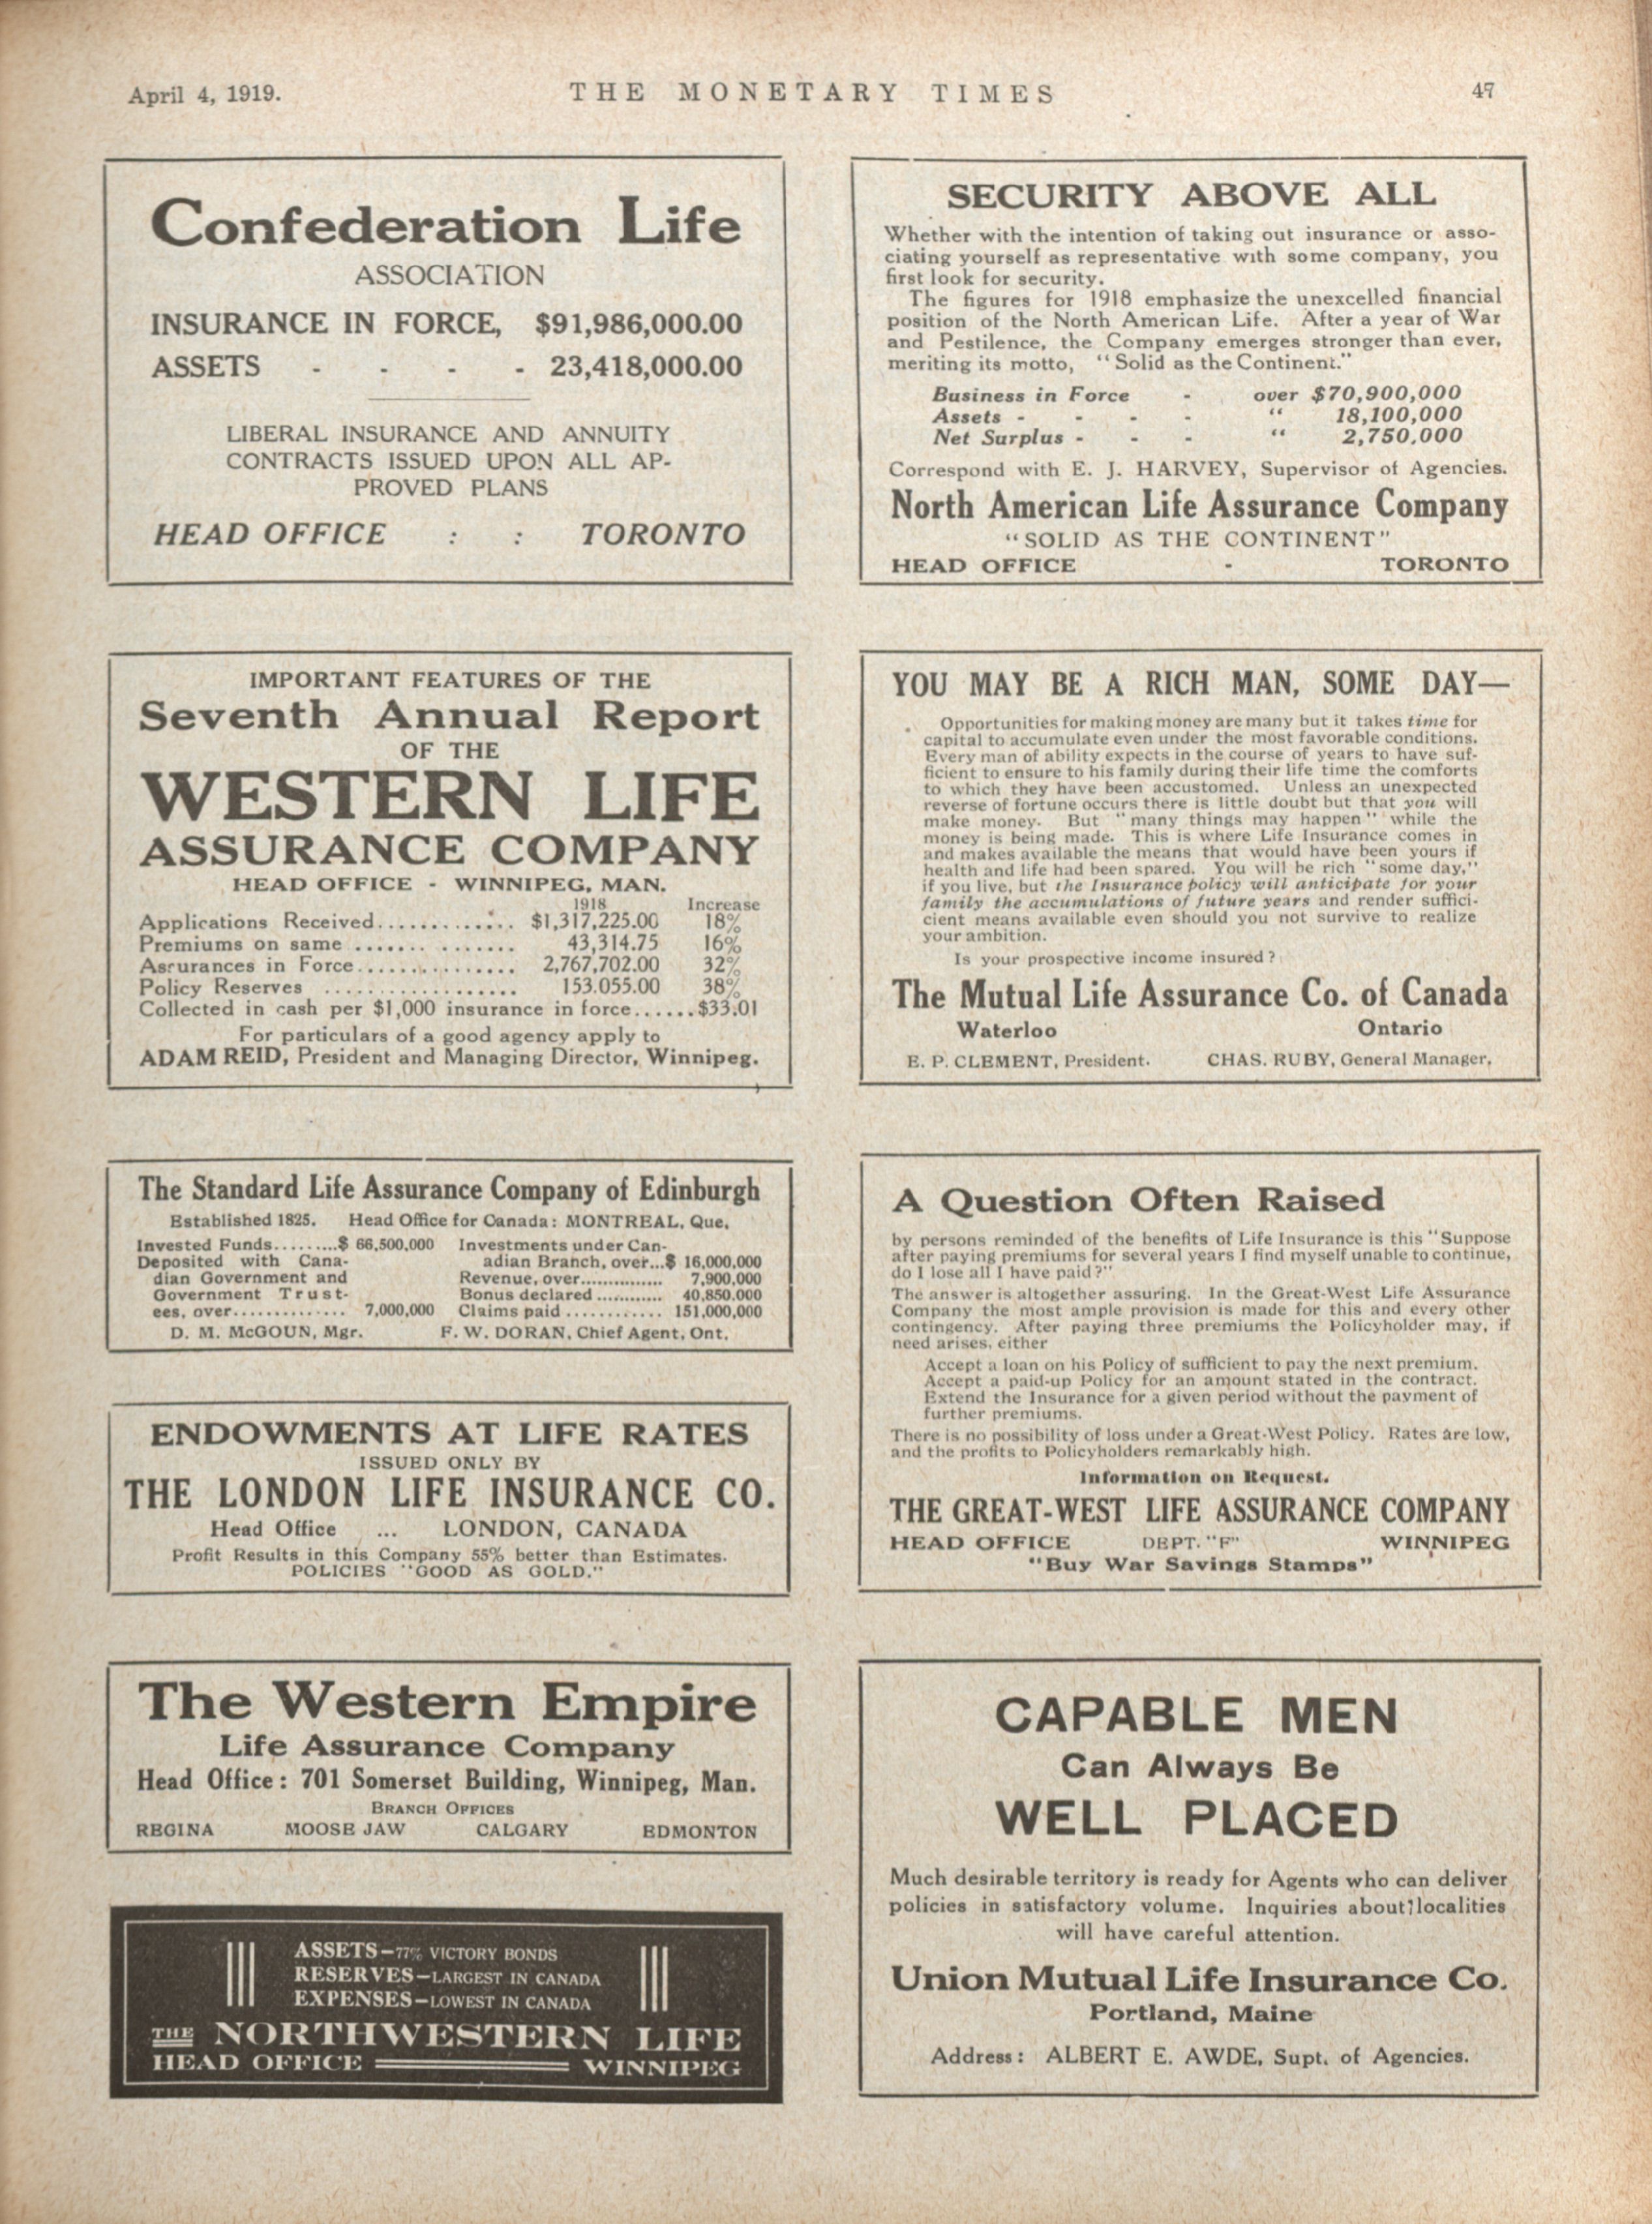 April 4, 1919.
THE MONETARY TIMES
47
Confederation Life
ASSOCIATION
INSURANCE IN FORCE, $91,986,000.00
ASSETS - - - - 23,418,000.00
LIBERAL INSURANCE AND ANNUITY
CONTRACTS ISSUED UPON ALL AP-
PROVED PLANS
HEAD OFFICE : : TORONTO
IMPORTANT FEATURES OF THE
Seventh Annual Report
OF THE
WESTERN LIFE
ASSURANCE COMPANY
HEAD OFFICE - WINNIPEG, MAN.
1918 Increase
Applications Received............. $1,317,225.00 18%
Premiums on same ....... ....... 43,314.75 16%
Assurances in Force............... 2,767,702.00 32%
Policy Reserves .................. 153.055.00 38%
Collected in cash per $1,000 insurance in force......$33.01
For particulars of a good agency apply to
ADAM REID, President and Managing Director, Winnipeg.
The Standard Life Assurance Company of Edinburgh
Established 1825. Head Office for Canada: MONTREAL, Que.
Invested Funds.........$ 66,500,000
Deposited with Cana-
dian Government and
Government Trust-
ees, over.............. 7,000,000
Investments under Can-
adian Branch, over...$ 16,000,000
Revenue, over............... 7,900,000
Bonus declared ............ 40,850.000
Claims paid ............ 151,000,000
D. M. McGOUN, Mgr. F. W. DORAN, Chief Agent, Ont.
ENDOWMENTS AT LIFE RATES
ISSUED ONLY BY
THE LONDON LIFE INSURANCE CO.
Head Office ... LONDON, CANADA
Profit Results in this Company 55% better than Estimates.
POLICIES "GOOD AS GOLD."
The Western Empire
Life Assurance Company
Head Office: 701 Somerset Building, Winnipeg, Man.
BRANCH OFFICES
REGINA MOOSE JAW CALGARY EDMONTON
ASSETS—77% VICTORY BONDS
RESERVES—LARGEST IN CANADA
EXPENSES—LOWEST IN CANADA
THE NORTHWESTERN LIFE
HEAD OFFICE WINNIPEG
SECURITY ABOVE ALL
Whether with the intention of taking out insurance or asso-
ciating yourself as representative with some company, you
first look for security.
The figures for 1918 emphasize the unexcelled financial
position of the North American Life. After a year of War
and Pestilence, the Company emerges stronger than ever,
meriting its motto, "Solid as the Continent."
Business in Force - over $70,900,000
Assets - - - - " 18,100,000
Net Surplus - - - " 2,750,000
Correspond with E. J. HARVEY, Supervisor of Agencies.
North American Life Assurance Company
"SOLID AS THE CONTINENT"
HEAD OFFICE - TORONTO
YOU MAY BE A RICH MAN, SOME DAY—
Opportunities for making money are many but it takes time for
capital to accumulate even under the most favorable conditions.
Every man of ability expects in the course of years to have suf-
ficient to ensure to his family during their life time the comforts
to which they have been accustomed. Unless an unexpected
reverse of fortune occurs there is little doubt but that you will
make money. But "many things may happen" while the
money is being made. This is where Life Insurance comes in
and makes available the means that would have been yours if
health and life had been spared. You will be rich "some day,"
if you live, but the Insurance policy will anticipate for your
family the accumulations of future years and render suffici-
cient means available even should you not survive to realize
your ambition.
Is your prospective income insured?
The Mutual Life Assurance Co. of Canada
Waterloo Ontario
E. P. CLEMENT, President. CHAS. RUBY, General Manager,
A Question Often Raised
by persons reminded of the benefits of Life Insurance is this "Suppose
after paying premiums for several years I find myself unable to continue,
do I lose all I have paid?"
The answer is altogether assuring. In the Great-West Life Assurance
Company the most ample provision is made for this and every other
contingency. After paying three premiums the Policyholder may, if
need arises, either
Accept a loan on his Policy of sufficient to pay the next premium.
Accept a paid-up Policy for an amount stated in the contract.
Extend the Insurance for a given period without the payment of
further premiums.
There is no possibility of loss under a Great-West Policy. Rates are low,
and the profits to Policyholders remarkably high.
Information on Request.
THE GREAT-WEST LIFE ASSURANCE COMPANY
HEAD OFFICE DEPT. "F" WINNIPEG
"Buy War Savings Stamps"
CAPABLE MEN
Can Always Be
WELL PLACED
Much desirable territory is ready for Agents who can deliver
policies in satisfactory volume. Inquiries about localities
will have careful attention.
Union Mutual Life Insurance Co.
Portland, Maine
Address: ALBERT E. AWDE, Supt. of Agencies.